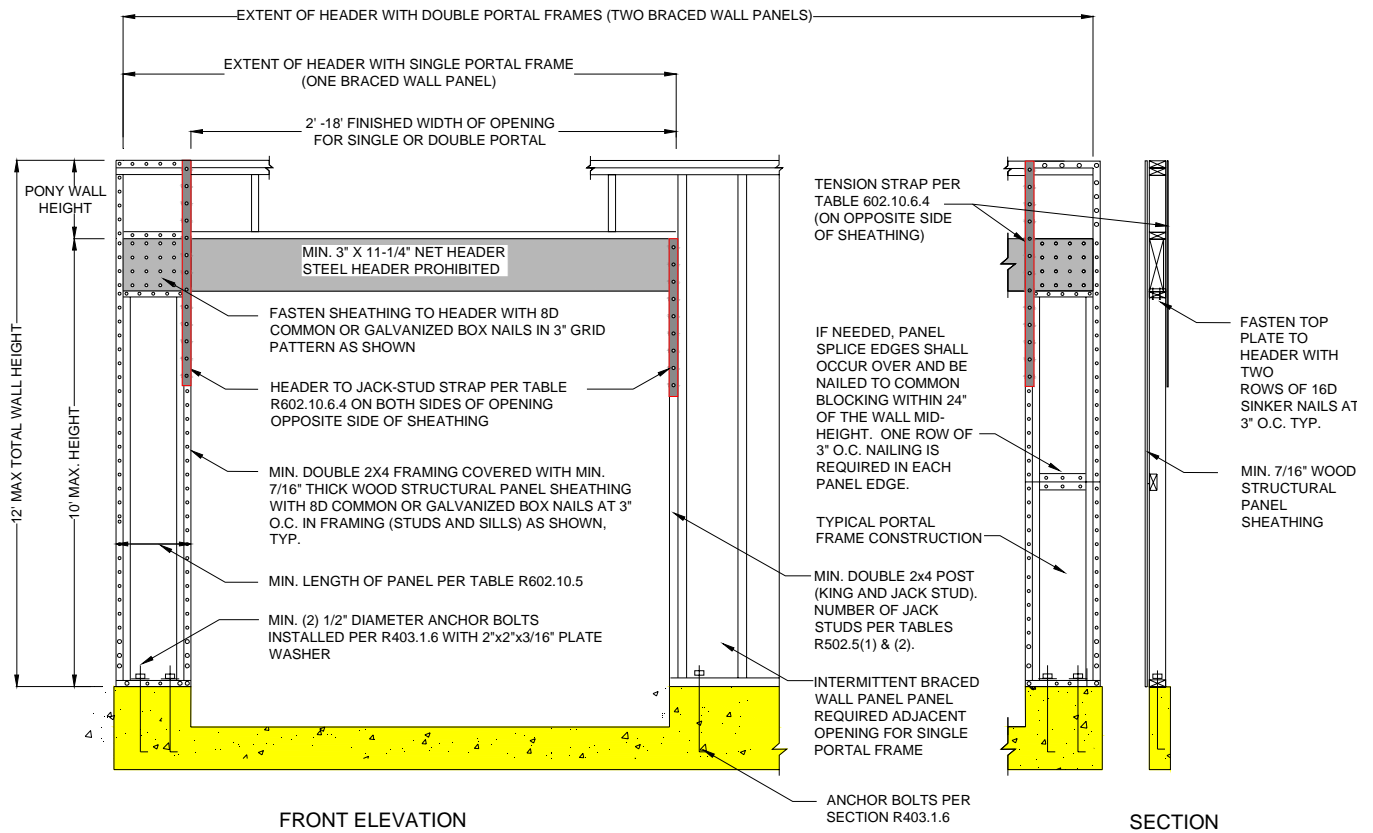 EXTENT OF HEADER WITH DOUBLE PORTAL FRAMES (TWO BRACED WALL PANELS)
EXTENT OF HEADER WITH SINGLE PORTAL FRAME
(ONE BRACED WALL PANEL)
2' -18' FINISHED WIDTH OF OPENING
FOR SINGLE OR DOUBLE PORTAL
PONY WALL
HEIGHT
12' MAX TOTAL WALL HEIGHT
10' MAX. HEIGHT
MIN. 3" X 11-1/4" NET HEADER
STEEL HEADER PROHIBITED
FASTEN SHEATHING TO HEADER WITH 8D
COMMON OR GALVANIZED BOX NAILS IN 3" GRID
PATTERN AS SHOWN
HEADER TO JACK-STUD STRAP PER TABLE
R602.10.6.4 ON BOTH SIDES OF OPENING
OPPOSITE SIDE OF SHEATHING
MIN. DOUBLE 2X4 FRAMING COVERED WITH MIN.
7/16" THICK WOOD STRUCTURAL PANEL SHEATHING
WITH 8D COMMON OR GALVANIZED BOX NAILS AT 3"
O.C. IN FRAMING (STUDS AND SILLS) AS SHOWN,
TYP.
MIN. LENGTH OF PANEL PER TABLE R602.10.5
MIN. (2) 1/2" DIAMETER ANCHOR BOLTS
INSTALLED PER R403.1.6 WITH 2"x2"x3/16" PLATE
WASHER
TENSION STRAP PER
TABLE 602.10.6.4
(ON OPPOSITE SIDE
OF SHEATHING)
IF NEEDED, PANEL
SPLICE EDGES SHALL
OCCUR OVER AND BE
NAILED TO COMMON
BLOCKING WITHIN 24"
OF THE WALL MID-
HEIGHT. ONE ROW OF
3" O.C. NAILING IS
REQUIRED IN EACH
PANEL EDGE.
TYPICAL PORTAL
FRAME CONSTRUCTION
MIN. DOUBLE 2x4 POST
(KING AND JACK STUD).
NUMBER OF JACK
STUDS PER TABLES
R502.5(1) & (2).
INTERMITTENT BRACED
WALL PANEL PANEL
REQUIRED ADJACENT
OPENING FOR SINGLE
PORTAL FRAME
ANCHOR BOLTS PER
SECTION R403.1.6
FASTEN TOP
PLATE TO
HEADER WITH
TWO
ROWS OF 16D
SINKER NAILS AT
3" O.C. TYP.
MIN. 7/16" WOOD
STRUCTURAL
PANEL
SHEATHING
FRONT ELEVATION
SECTION